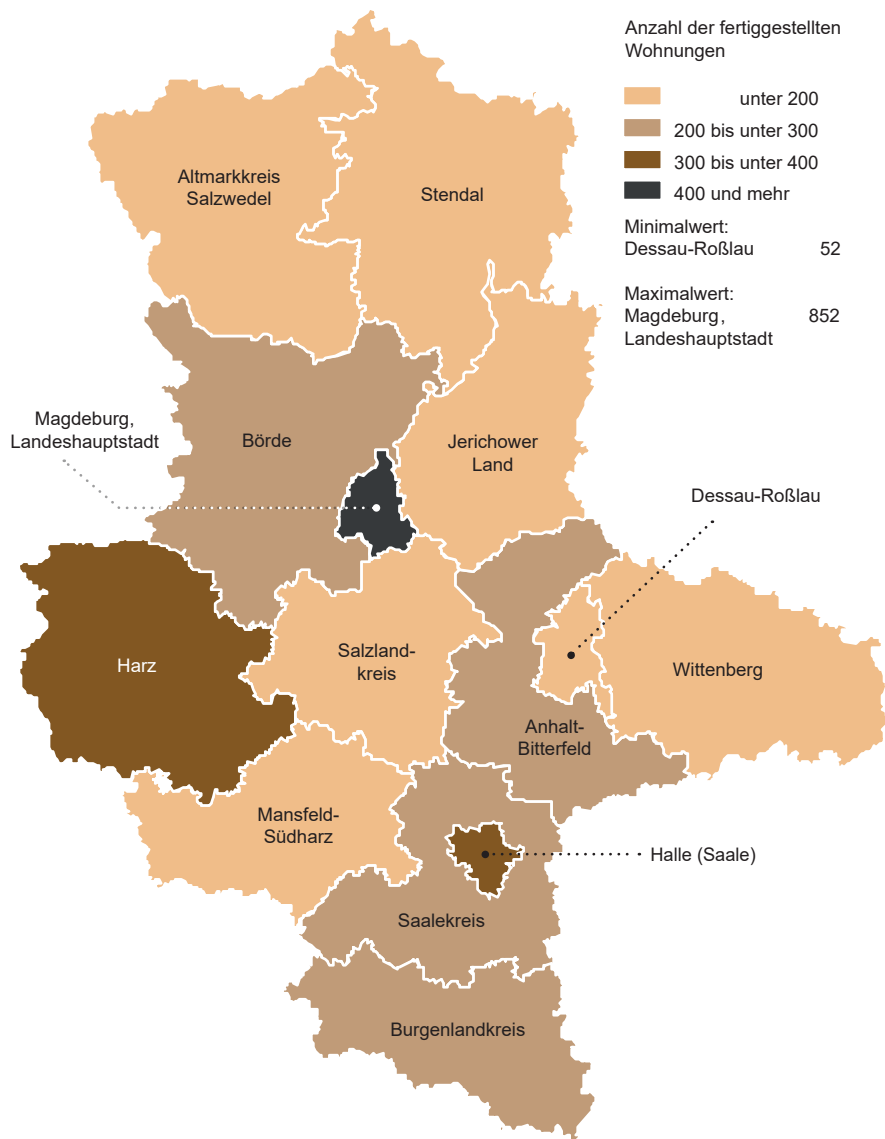 Anzahl der fertiggestellten
Wohnungen
unter 200
200 bis unter 300
300 bis unter 400
400 und mehr
Minimalwert:
Dessau-Roßlau 52
Maximalwert:
Magdeburg, 852
Landeshauptstadt
Altmarkkreis
Salzwedel
Stendal
Magdeburg,
Landeshauptstadt
Börde
Jerichower
Land
Dessau-Roßlau
Harz
Salzland-
kreis
Wittenberg
Anhalt-
Bitterfeld
Mansfeld-
Südharz
Halle (Saale)
Saalekreis
Burgenlandkreis